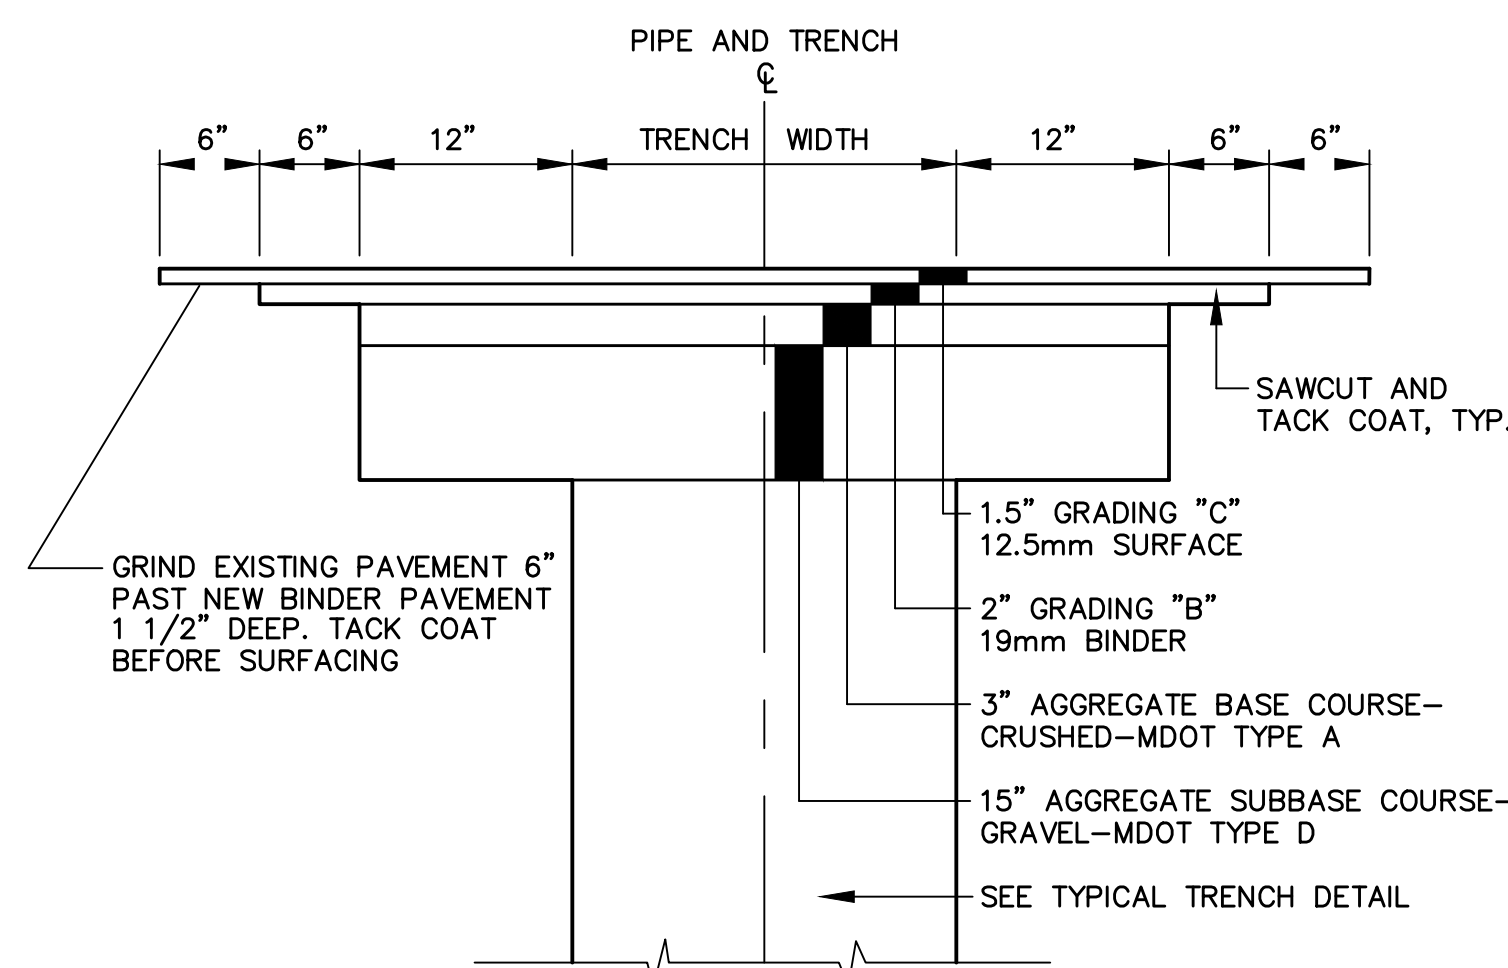 PIPE AND TRENCH
℄
6" 6" 12" TRENCH WIDTH 12" 6" 6"
SAWCUT AND
TACK COAT, TYP.
1.5" GRADING "C"
12.5mm SURFACE
GRIND EXISTING PAVEMENT 6"
PAST NEW BINDER PAVEMENT
1 1/2" DEEP. TACK COAT
BEFORE SURFACING
2" GRADING "B"
19mm BINDER
3" AGGREGATE BASE COURSE-
CRUSHED-MDOT TYPE A
15" AGGREGATE SUBBASE COURSE-
GRAVEL-MDOT TYPE D
SEE TYPICAL TRENCH DETAIL